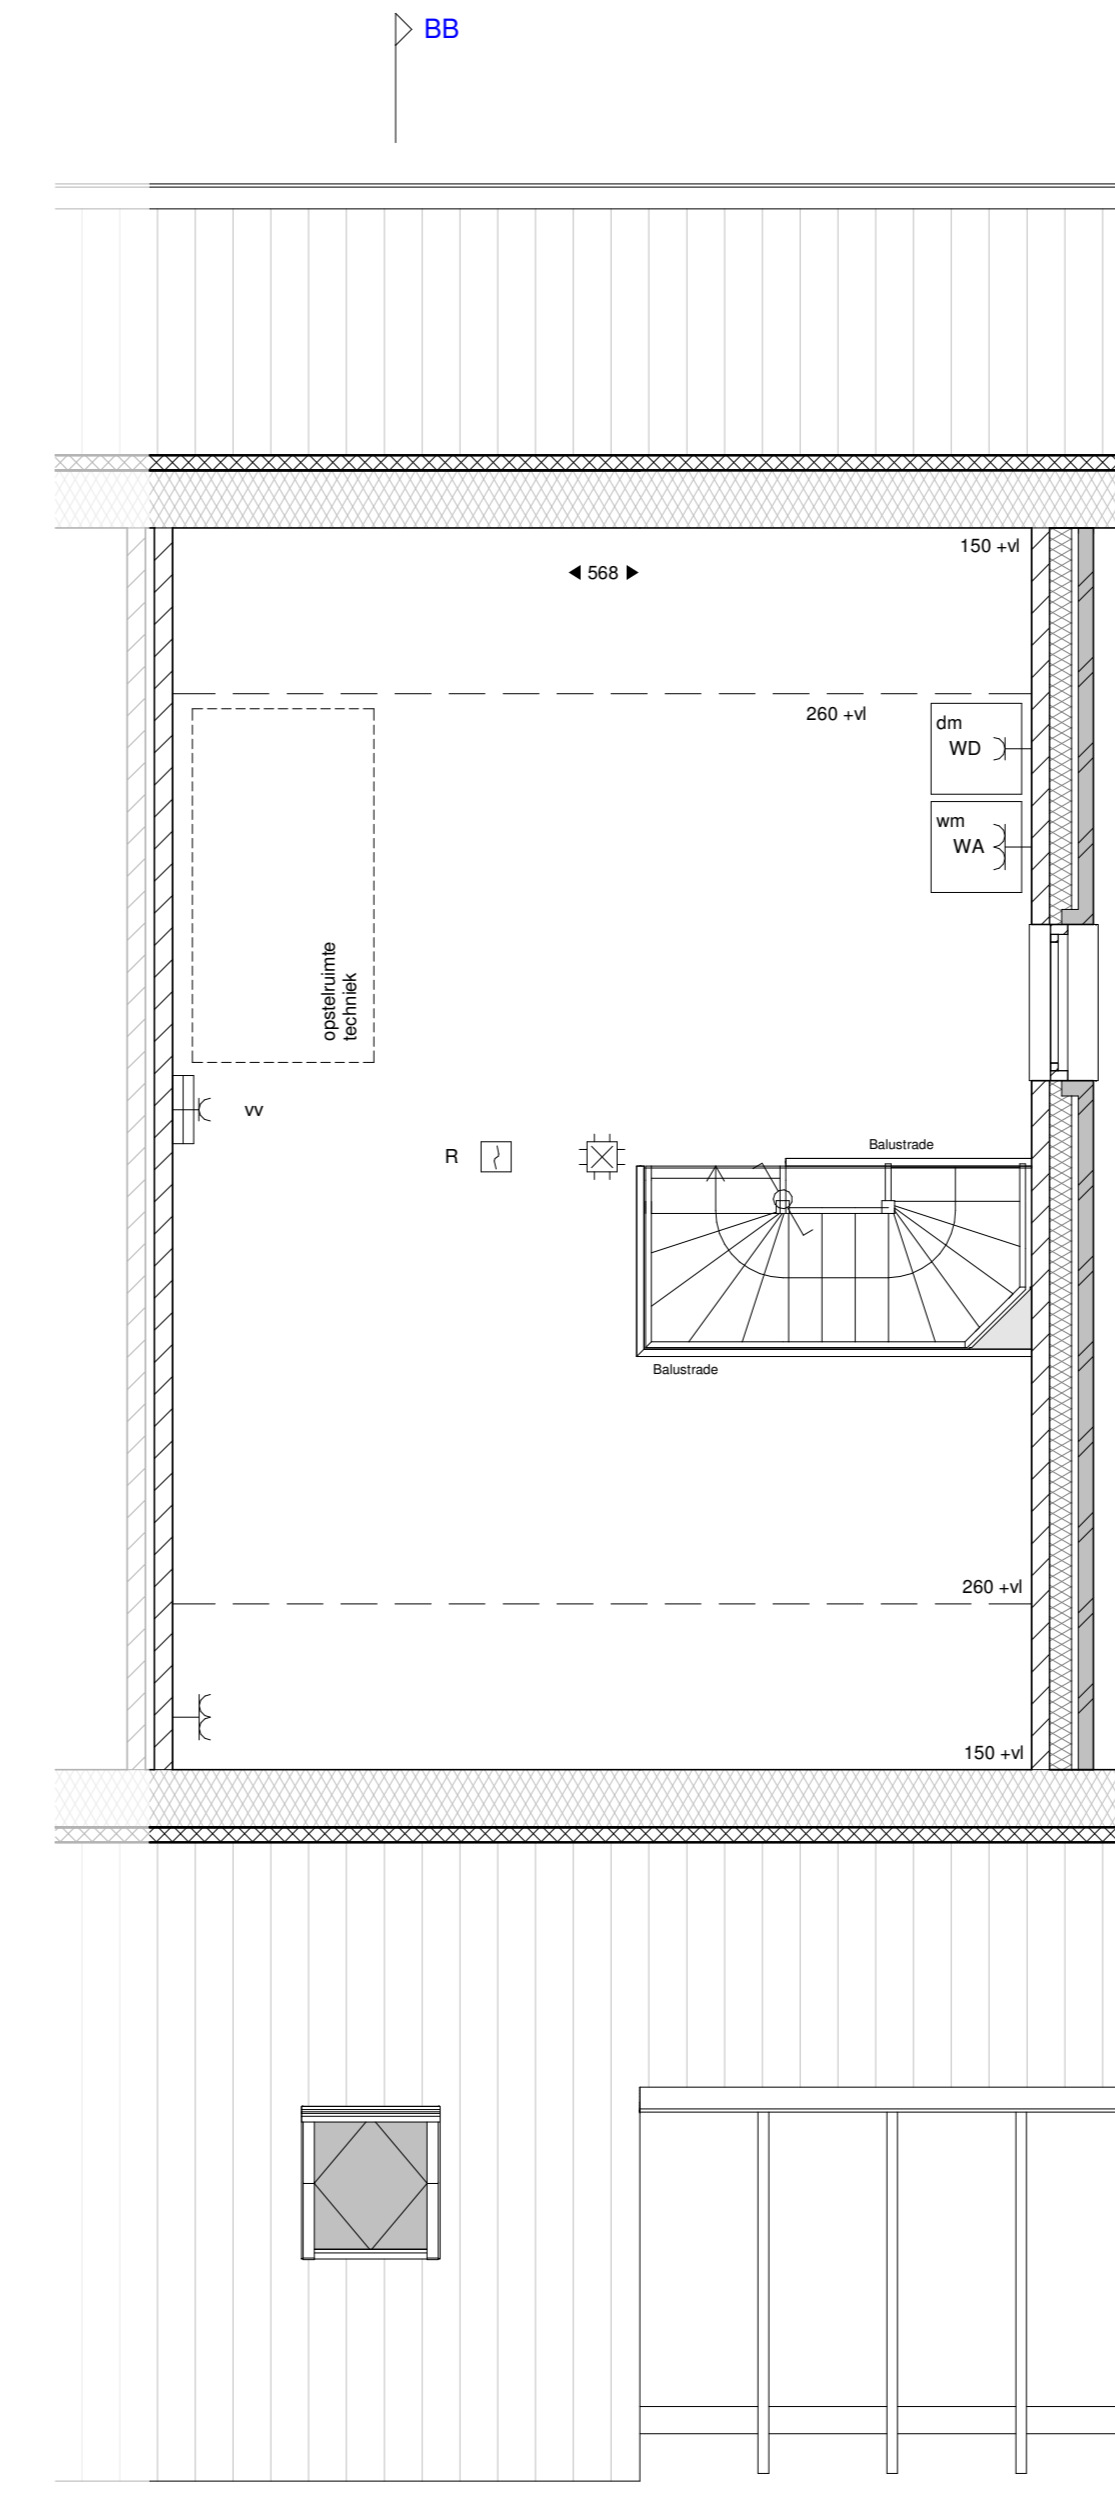 BB
150 +vl
568
260 +vl
dm
WD
wm
WA
opstelruimte
techniek
vv
R
Balustrade
Balustrade
260 +vl
150 +vl